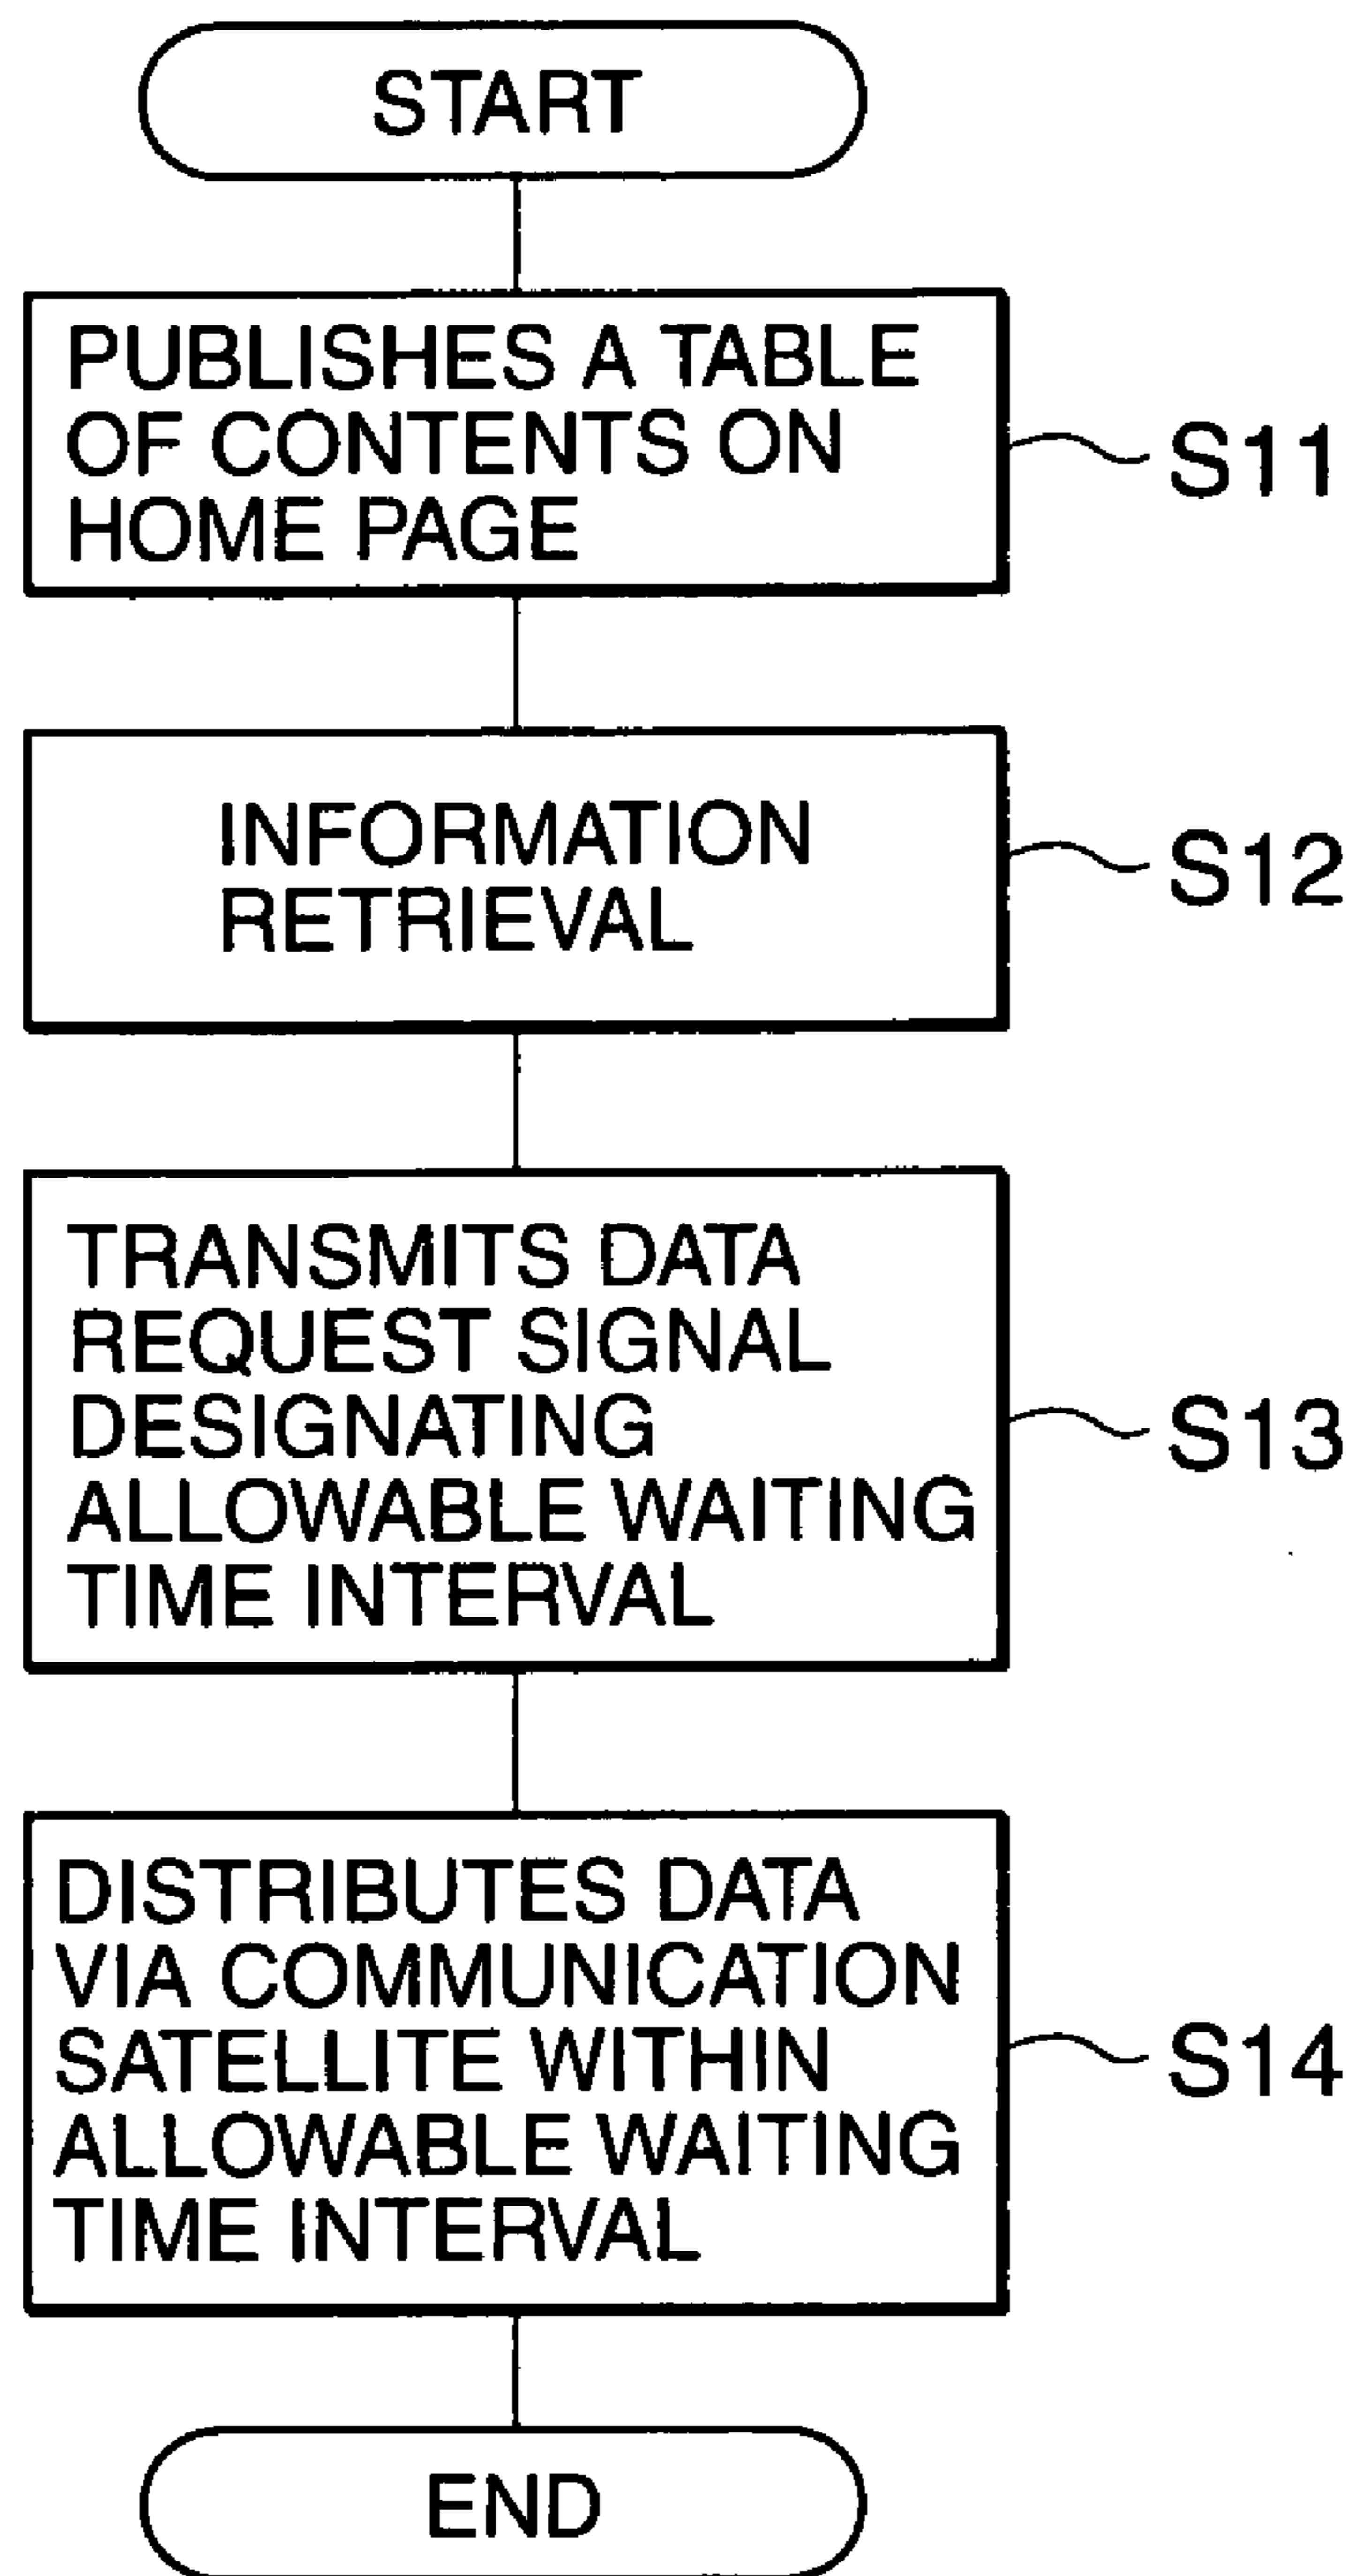 START
PUBLISHES A TABLE
OF CONTENTS ON
HOME PAGE
S11
INFORMATION
RETRIEVAL
S12
TRANSMITS DATA
REQUEST SIGNAL
DESIGNATING
ALLOWABLE WAITING
TIME INTERVAL
S13
DISTRIBUTES DATA
VIA COMMUNICATION
SATELLITE WITHIN
ALLOWABLE WAITING
TIME INTERVAL
S14
END